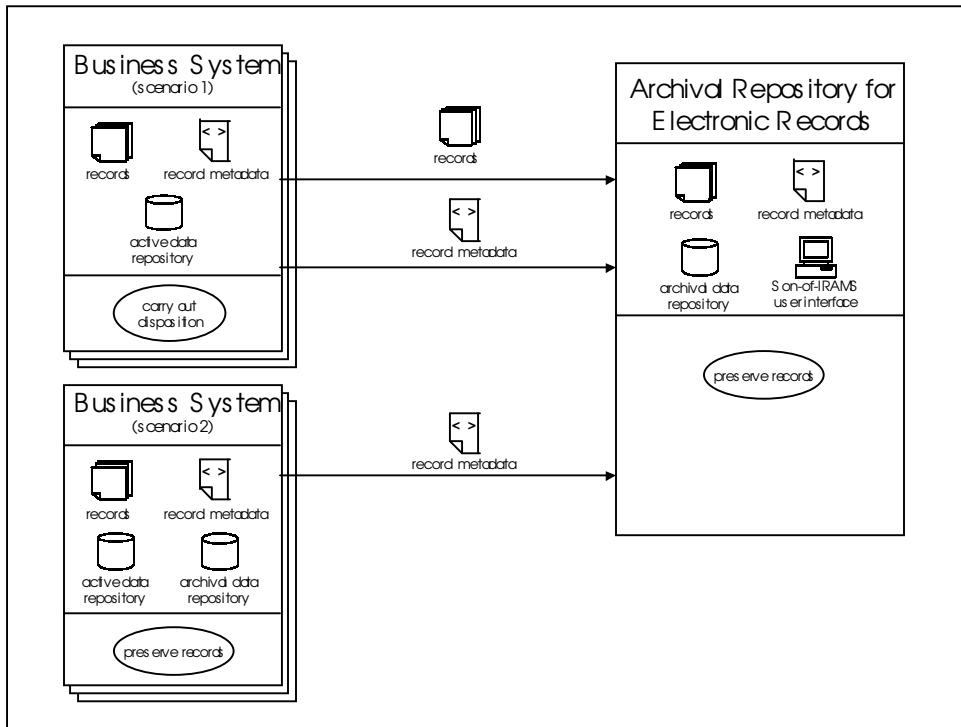 Business System
(scenario 1)
records
record metadata
active data
repository
carry out
disposition
records
record metadata
Archival Repository for
Electronic Records
records
record metadata
archival data
repository
Son-of-IRAMS
user interface
preserve records
Business System
(scenario 2)
records
record metadata
active data
repository
archival data
repository
preserve records
record metadata